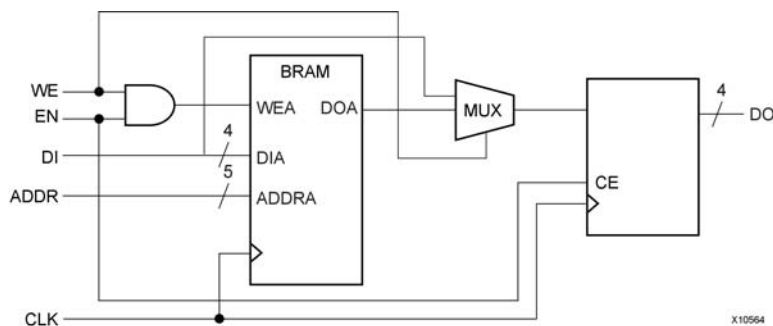 BRAM
WE
EN
WEA
DOA
MUX
4
DO
DI
4
DIA
ADDR
5
ADDRA
CE
CLK
X10564